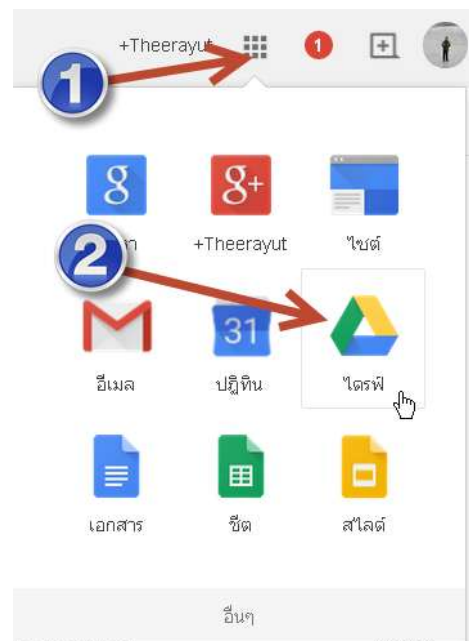 +Theerayut
1
1
g
g+
2
+Theerayut
ไซต์
31
อีเมล
ปฏิทิน
ไดรฟ์
เอกสาร
ชีต
สไลด์
อื่นๆ